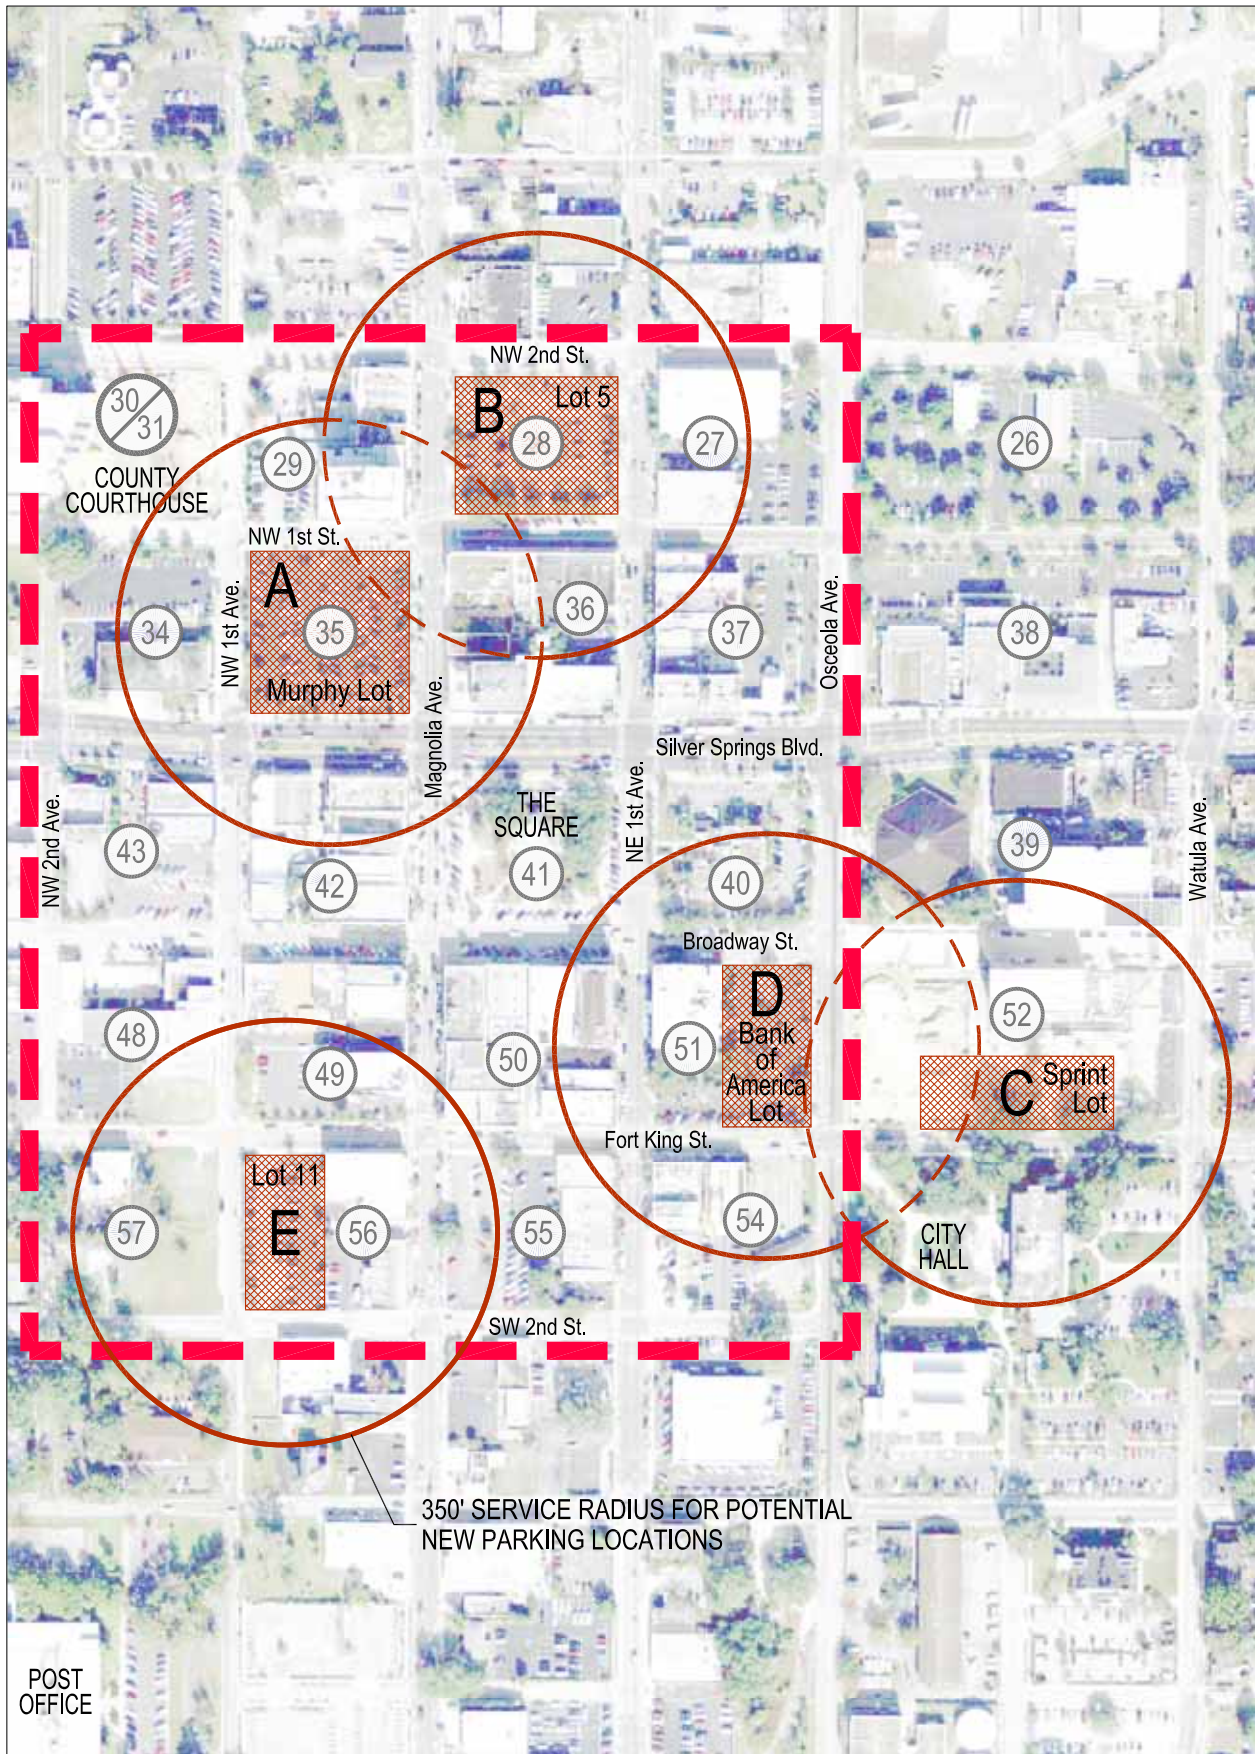 NW 2nd St.
B
Lot 5
30
31
28
27
26
29
COUNTY
COURTHOUSE
NW 1st St.
A
36
34
35
37
38
NW 1st Ave.
Murphy Lot
Magnolia Ave.
Osceola Ave.
Silver Springs Blvd.
NW 2nd Ave.
THE
SQUARE
NE 1st Ave.
Watula Ave.
43
42
41
40
39
Broadway St.
D
Bank
of
America
Lot
48
49
50
51
52
C
Sprint
Lot
Fort King St.
Lot 11
E
57
56
55
54
CITY
HALL
SW 2nd St.
350' SERVICE RADIUS FOR POTENTIAL
NEW PARKING LOCATIONS
POST
OFFICE